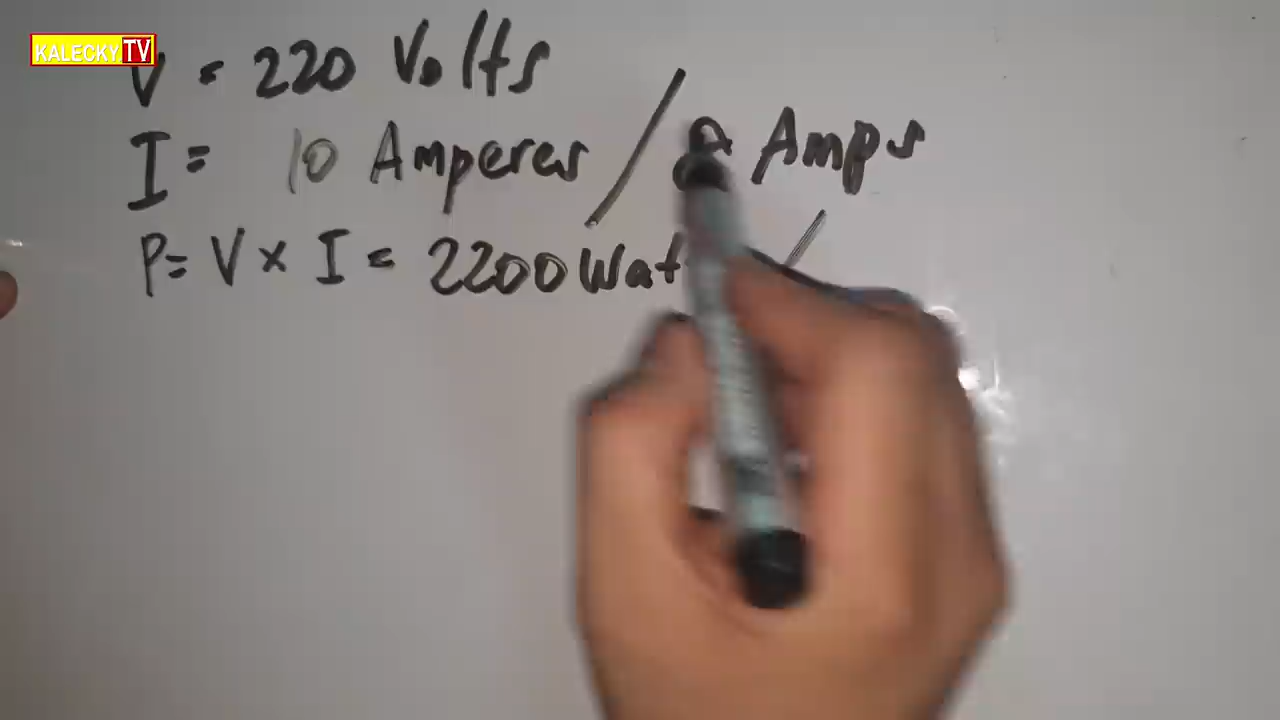 KALECKY TV
V = 220 Volts
I = 10 Amperes / Amps
P = V x I = 2200 Wat /